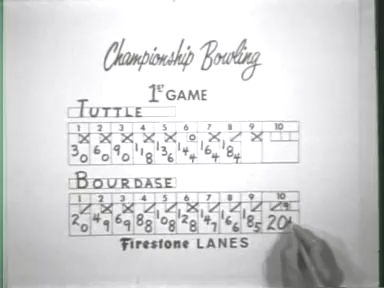 Championship Bowling
1ST GAME
TUTTLE
1 2 3 4 5 6 7 8 9 10
30 60 90 118 136 144 164 184
BOURDASE
1 2 3 4 5 6 7 8 9 10
20 49 69 88 108 128 147 166 185 20
Firestone LANES